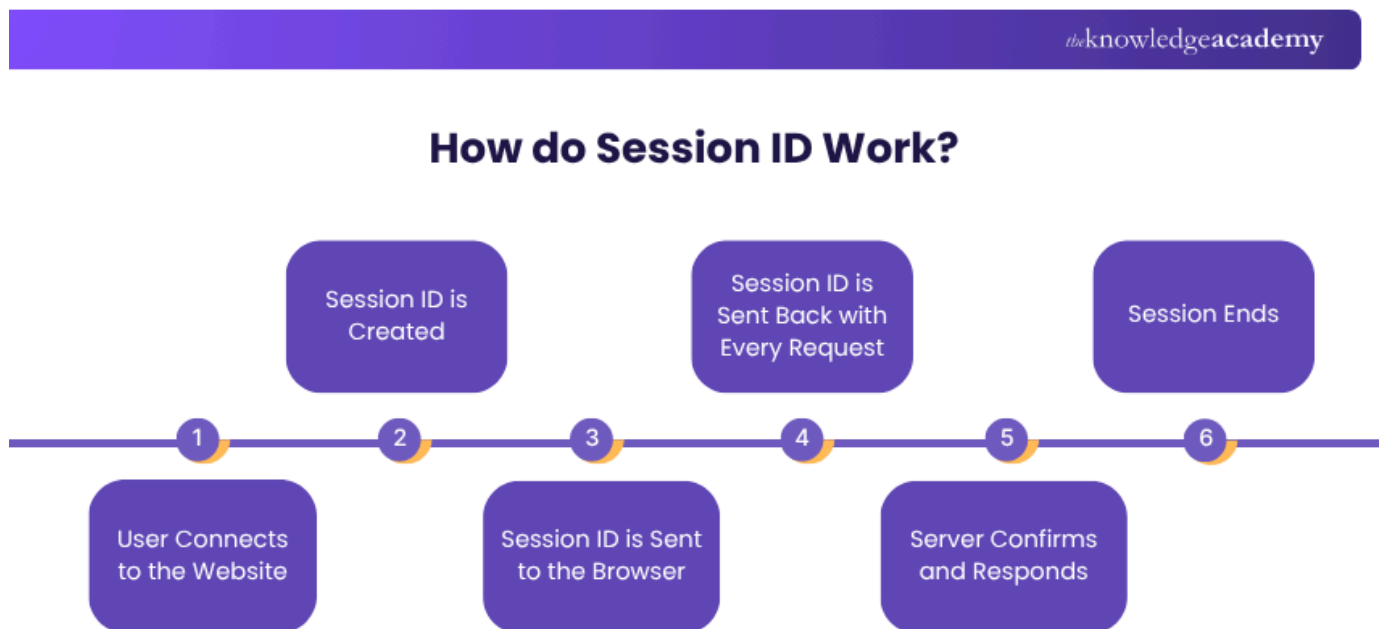 theknowledgeacademy
How do Session ID Work?
1
User Connects
to the Website
2
Session ID is
Created
3
Session ID is Sent
to the Browser
4
Session ID is
Sent Back with
Every Request
5
Server Confirms
and Responds
6
Session Ends